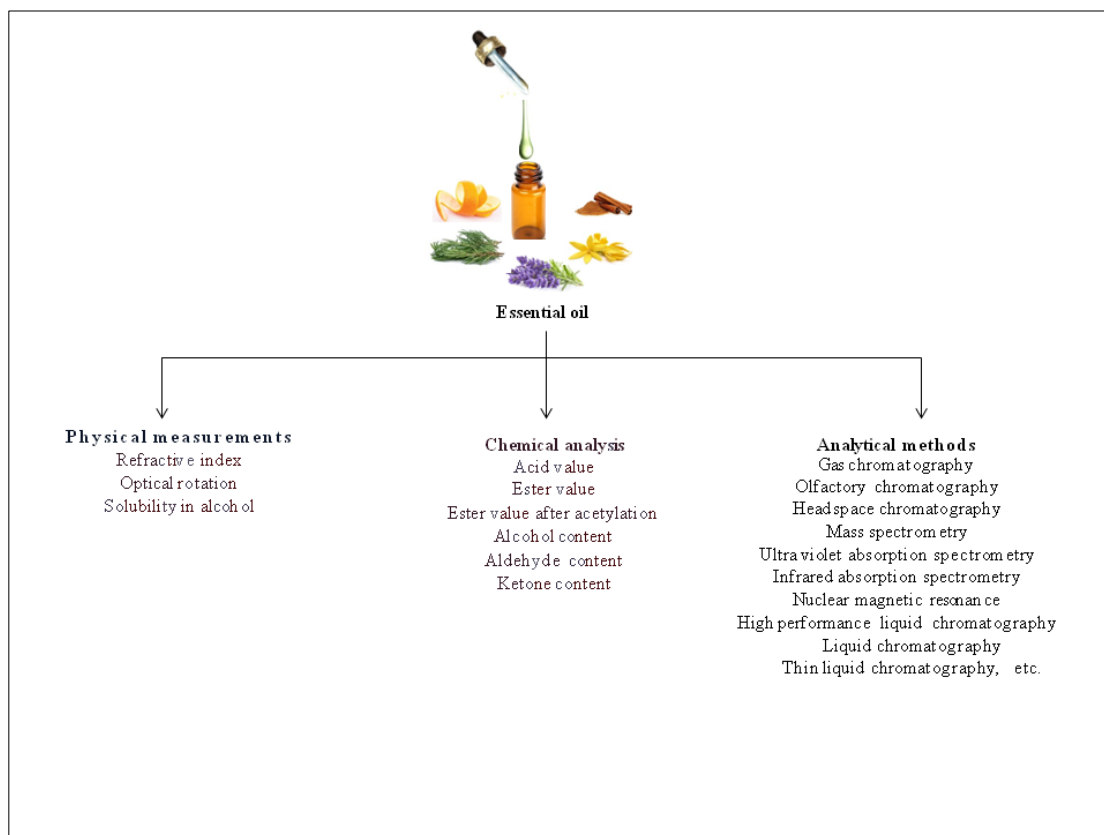 Essential oil
Physical measurements
Refractive index
Optical rotation
Solubility in alcohol
Chemical analysis
Acid value
Ester value
Ester value after acetylation
Alcohol content
Aldehyde content
Ketone content
Analytical methods
Gas chromatography
Olfactory chromatography
Headspace chromatography
Mass spectrometry
Ultraviolet absorption spectrometry
Infrared absorption spectrometry
Nuclear magnetic resonance
High performance liquid chromatography
Liquid chromatography
Thin liquid chromatography, etc.